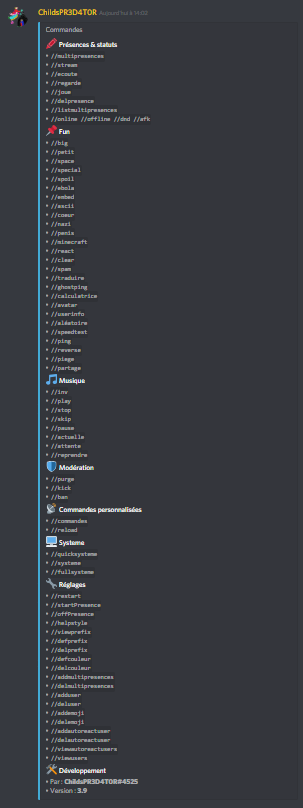 ChildsPR3D4T0R Aujourd'hui à 14:59
Commandes
Présences & statuts
• //multipresences
• //stream
• //ecoute
• //regarde
• //joue
• //delpresence
• //listmultipresences
• //online //offline //dnd //afk
Fun
• //big
• //petit
• //space
• //special
• //spoil
• //ebola
• //embed
• //ascii
• //coeur
• //nazi
• //penis
• //minecraft
• //react
• //clear
• //spam
• //traduire
• //ghostping
• //calculatrice
• //avatar
• //userinfo
• //aléatoire
• //speedtest
• //ping
• //reverse
• //piege
• //partage
Musique
• //inv
• //play
• //stop
• //skip
• //pause
• //actuelle
• //attente
• //reprendre
Modération
• //purge
• //kick
• //ban
Commandes personnalisées
• //commandes
• //reload
Systeme
• //quicksysteme
• //systeme
• //fullsysteme
Réglages
• //restart
• //startPresence
• //offPresence
• //helpstyle
• //viewprefix
• //defprefix
• //delprefix
• //defcouleur
• //delcouleur
• //addmultipresences
• //delmultipresences
• //adduser
• //deluser
• //addemoji
• //delemoji
• //addautoreactuser
• //delautoreactuser
• //viewautoreactusers
• //viewusers
Développement
• Par : ChildsPR3D4T0R#4525
• Version : 3.9